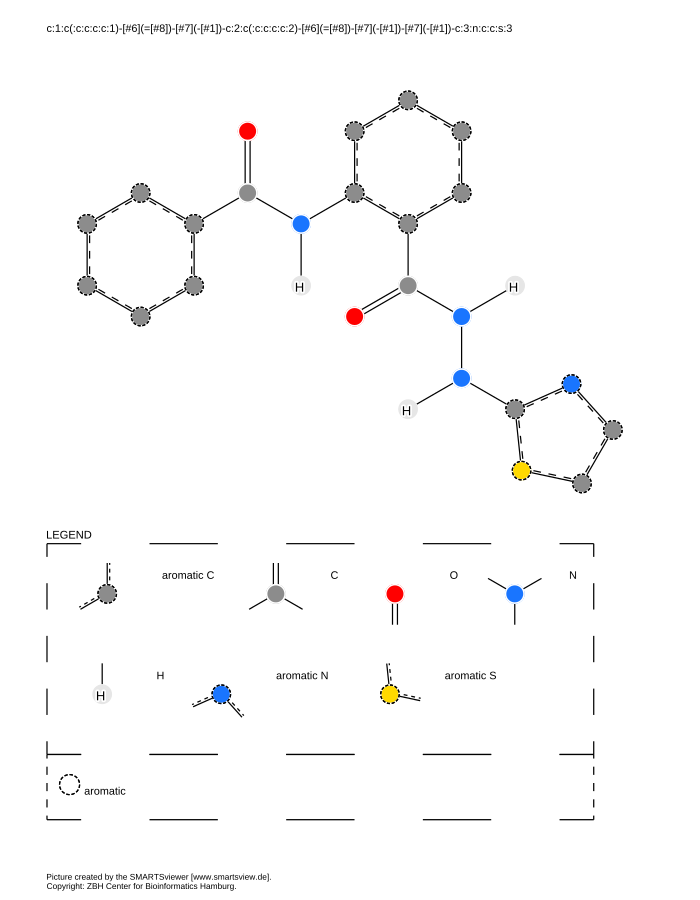 c:1:c(:c:c:c:c:1)-[#6](=[#8])-[#7](-[#1])-c:2:c(:c:c:c:c:2)-[#6](=[#8])-[#7](-[#1])-[#7](-[#1])-c:3:n:c:c:s:3
H
H
H
LEGEND
aromatic C C O N
H H aromatic N aromatic S
aromatic
Picture created by the SMARTSviewer [www.smartsview.de].
Copyright: ZBH Center for Bioinformatics Hamburg.